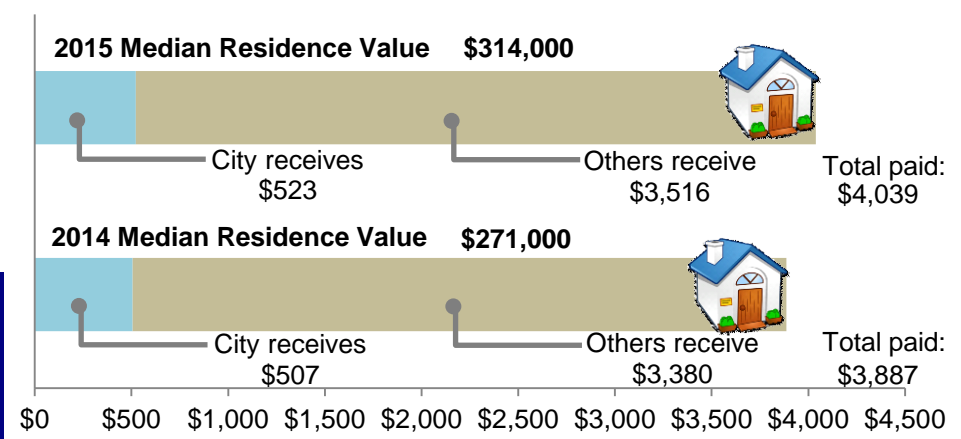 2015 Median Residence Value $314,000
City receives
$523
Others receive
$3,516
Total paid:
$4,039
2014 Median Residence Value $271,000
City receives
$507
Others receive
$3,380
Total paid:
$3,887
$0 $500 $1,000 $1,500 $2,000 $2,500 $3,000 $3,500 $4,000 $4,500